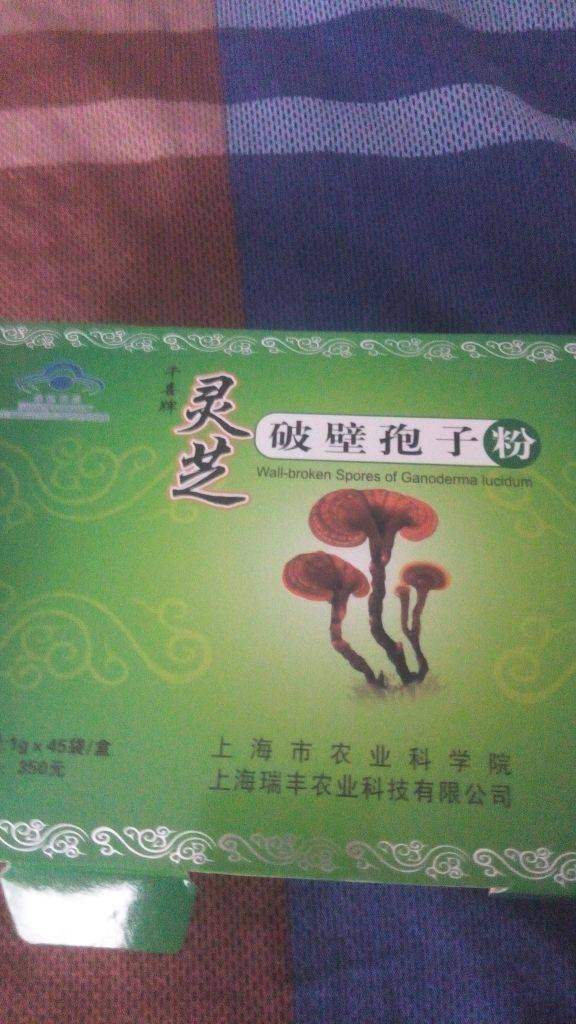 牌
灵芝
破壁孢子粉
Wall-broken Spores of Ganoderma lucidum
1g×45袋/盒
350元
上海市农业科学院
上海瑞丰农业科技有限公司